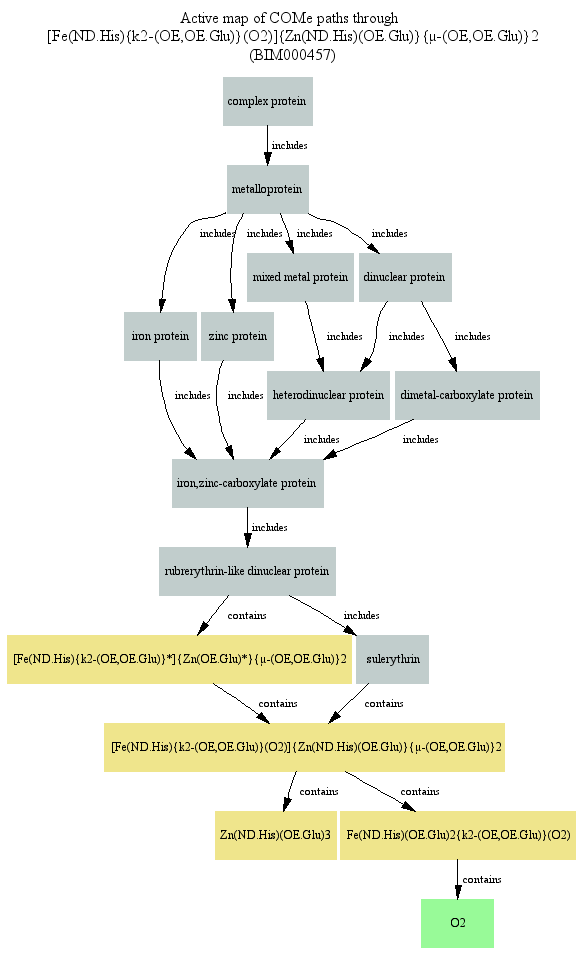 Active map of COMe paths through
[Fe(ND.His){k2-(OE,OE.Glu)}(O2)]{Zn(ND.His)(OE.Glu)}{μ-(OE,OE.Glu)}2
(BIM000457)
complex protein
includes
metalloprotein
includes includes includes includes
mixed metal protein dinuclear protein
iron protein zinc protein includes includes includes
includes includes heterodinuclear protein dimetal-carboxylate protein
includes includes
iron,zinc-carboxylate protein
includes
rubrerythrin-like dinuclear protein
contains includes
[Fe(ND.His){k2-(OE,OE.Glu)}*]{Zn(OE.Glu)*}{μ-(OE,OE.Glu)}2 sulerythrin
contains contains
[Fe(ND.His){k2-(OE,OE.Glu)}(O2)]{Zn(ND.His)(OE.Glu)}{μ-(OE,OE.Glu)}2
contains contains
Zn(ND.His)(OE.Glu)3 Fe(ND.His)(OE.Glu)2{k2-(OE,OE.Glu)}(O2)
contains
O2